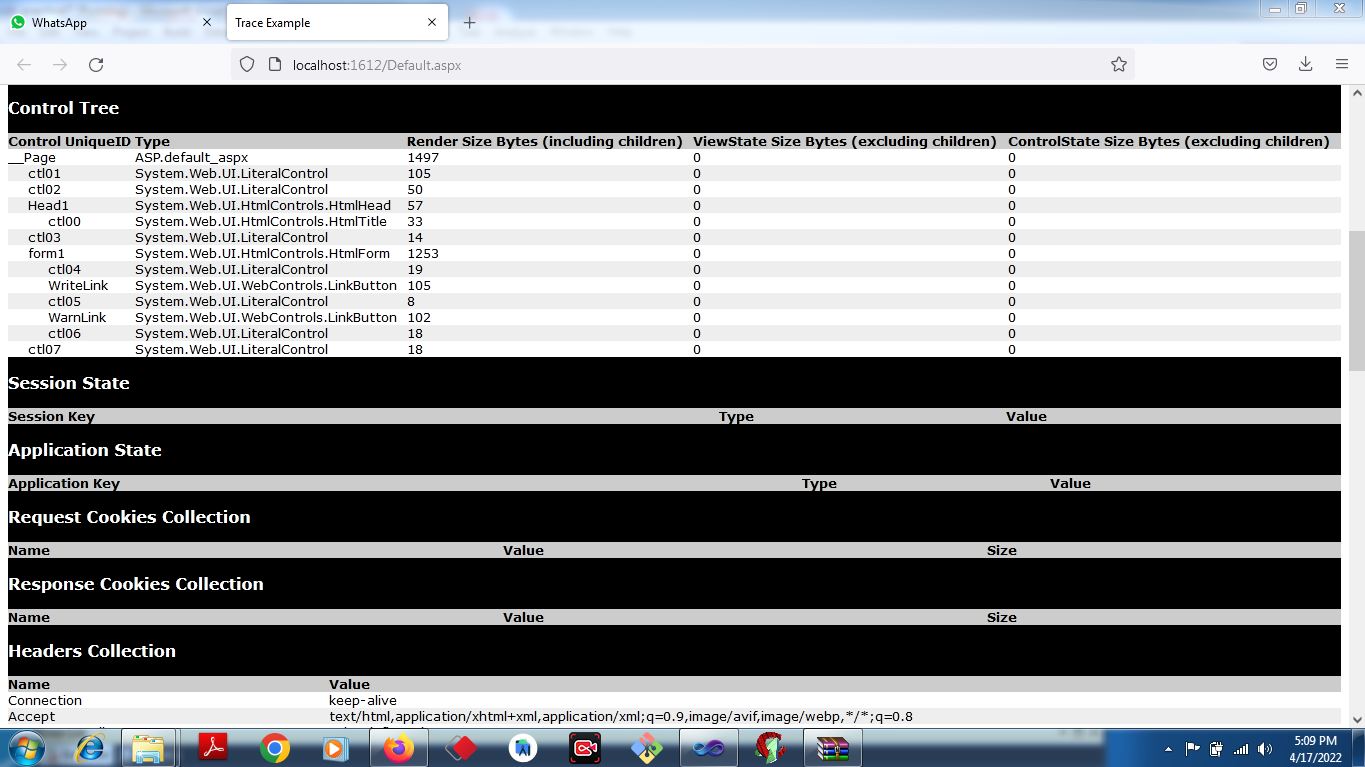 WhatsApp
Trace Example
localhost:1612/Default.aspx
Control Tree
Control UniqueID Type Render Size Bytes (including children) ViewState Size Bytes (excluding children) ControlState Size Bytes (excluding children)
__Page ASP.default_aspx 1497 0 0
ctl01 System.Web.UI.LiteralControl 105 0 0
ctl02 System.Web.UI.LiteralControl 50 0 0
Head1 System.Web.UI.HtmlControls.HtmlHead 57 0 0
ctl00 System.Web.UI.HtmlControls.HtmlTitle 33 0 0
ctl03 System.Web.UI.LiteralControl 14 0 0
form1 System.Web.UI.HtmlControls.HtmlForm 1253 0 0
ctl04 System.Web.UI.LiteralControl 19 0 0
WriteLink System.Web.UI.WebControls.LinkButton 105 0 0
ctl05 System.Web.UI.LiteralControl 8 0 0
WarnLink System.Web.UI.WebControls.LinkButton 102 0 0
ctl06 System.Web.UI.LiteralControl 18 0 0
ctl07 System.Web.UI.LiteralControl 18 0 0
Session State
Session Key Type Value
Application State
Application Key Type Value
Request Cookies Collection
Name Value Size
Response Cookies Collection
Name Value Size
Headers Collection
Name Value
Connection keep-alive
Accept text/html,application/xhtml+xml,application/xml;q=0.9,image/avif,image/webp,*/*;q=0.8
5:09 PM
4/17/2022